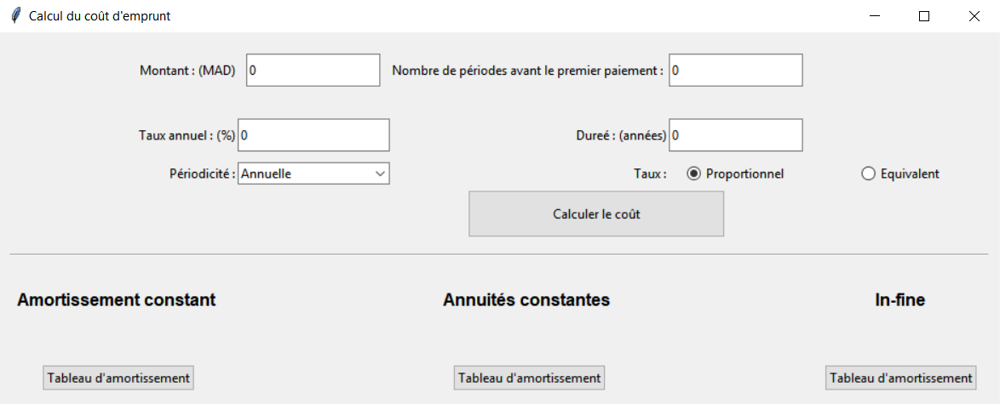 Calcul du coût d'emprunt
Montant : (MAD) 0 Nombre de périodes avant le premier paiement : 0
Taux annuel : (%) 0 Dureé : (années) 0
Périodicité : Annuelle Taux : Proportionnel Equivalent
Calculer le coût
Amortissement constant Annuités constantes In-fine
Tableau d'amortissement Tableau d'amortissement Tableau d'amortissement